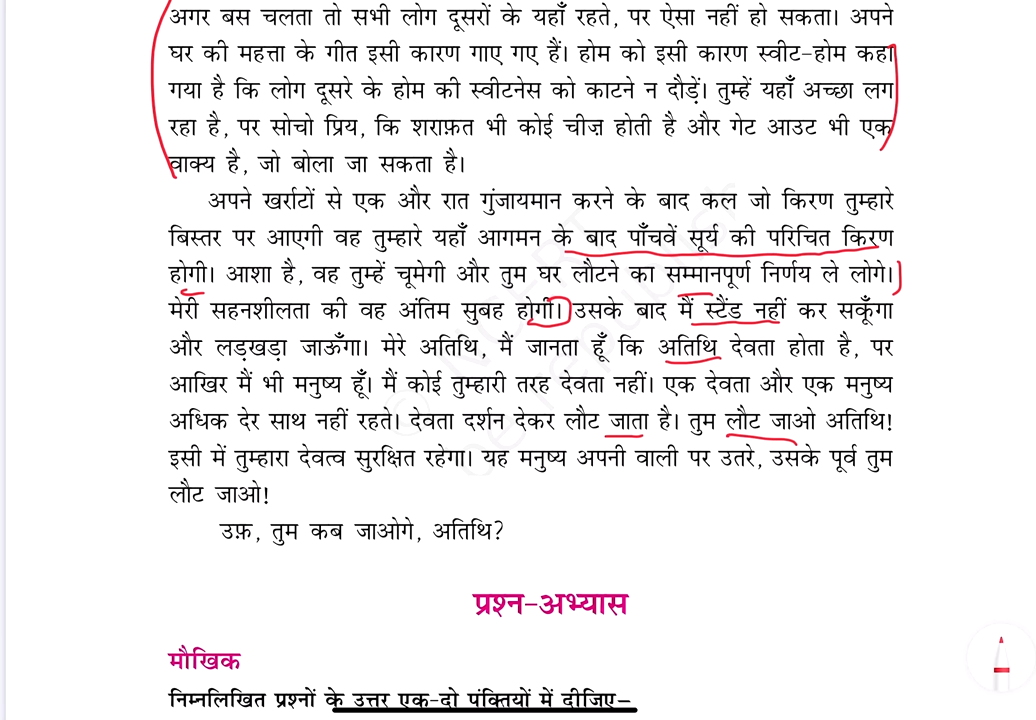 अगर बस चलता तो सभी लोग दूसरों के यहाँ रहते, पर ऐसा नहीं हो सकता। अपने
घर की महत्ता के गीत इसी कारण गाए गए हैं। होम को इसी कारण स्वीट-होम कहा
गया है कि लोग दूसरे के होम की स्वीटनेस को काटने न दौड़ें। तुम्हें यहाँ अच्छा लग
रहा है, पर सोचो प्रिय, कि शराफ़त भी कोई चीज़ होती है और गेट आउट भी एक
वाक्य है, जो बोला जा सकता है।
अपने खर्राटों से एक और रात गुंजायमान करने के बाद कल जो किरण तुम्हारे
बिस्तर पर आएगी वह तुम्हारे यहाँ आगमन के बाद पाँचवें सूर्य की परिचित किरण
होगी। आशा है, वह तुम्हें चूमेगी और तुम घर लौटने का सम्मानपूर्ण निर्णय ले लोगे।
मेरी सहनशीलता की वह अंतिम सुबह होगी। उसके बाद मैं स्टैंड नहीं कर सकूँगा
और लड़खड़ा जाऊँगा। मेरे अतिथि, मैं जानता हूँ कि अतिथि देवता होता है, पर
आखिर मैं भी मनुष्य हूँ। मैं कोई तुम्हारी तरह देवता नहीं। एक देवता और एक मनुष्य
अधिक देर साथ नहीं रहते। देवता दर्शन देकर लौट जाता है। तुम लौट जाओ अतिथि!
इसी में तुम्हारा देवत्व सुरक्षित रहेगा। यह मनुष्य अपनी वाली पर उतरे, उसके पूर्व तुम
लौट जाओ!
उफ़, तुम कब जाओगे, अतिथि?
प्रश्न-अभ्यास
मौखिक
निम्नलिखित प्रश्नों के उत्तर एक-दो पंक्तियों में दीजिए–